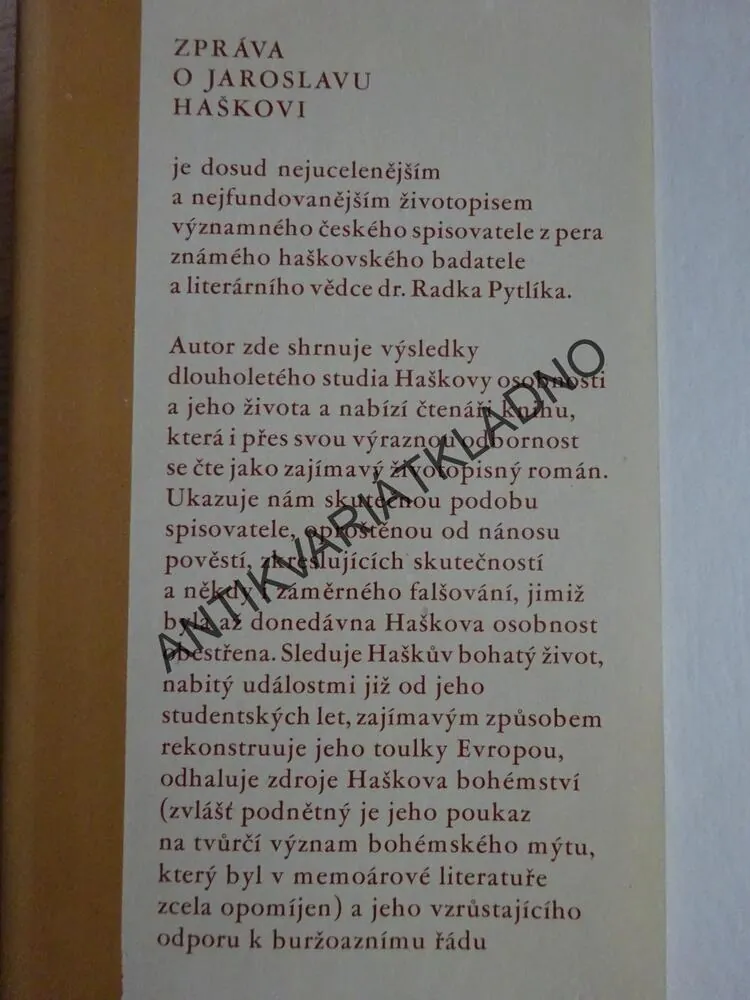 ZPRÁVA
O JAROSLAVU
HAŠKOVI
je dosud nejucelenějším
a nejfundovanějším životopisem
významného českého spisovatele z pera
známého haškovského badatele
a literárního vědce dr. Radka Pytlíka.
Autor zde shrnuje výsledky
dlouholetého studia Haškovy osobnosti
a jeho života a nabízí čtenáři knihu,
která i přes svou výraznou odbornost
se čte jako zajímavý životopisný román.
Ukazuje nám skutečnou podobu
spisovatele, oproštěnou od nánosu
pověstí, zkreslujících skutečností
a někdy i záměrného falšování, jimiž
byla až donedávna Haškova osobnost
obestřena. Sleduje Haškův bohatý život,
nabitý událostmi již od jeho
studentských let, zajímavým způsobem
rekonstruuje jeho toulky Evropou,
odhaluje zdroje Haškova bohémství
(zvlášť podnětný je jeho poukaz
na tvůrčí význam bohémského mýtu,
který byl v memoárové literatuře
zcela opomíjen) a jeho vzrůstajícího
odporu k buržoaznímu řádu
ANTIKVARIÁTKLADNO